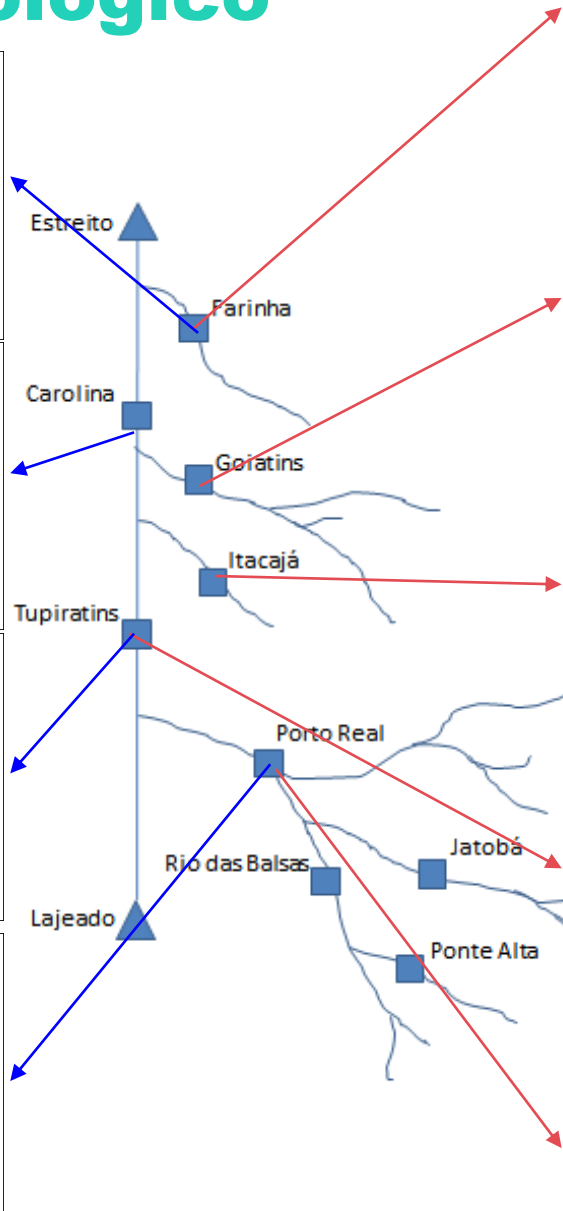 ológico
Estreito
Farinha
Carolina
Goiatins
Itacajá
Tupiratins
Porto Real
Jatobá
Rio das Balsas
Lajeado
Ponte Alta